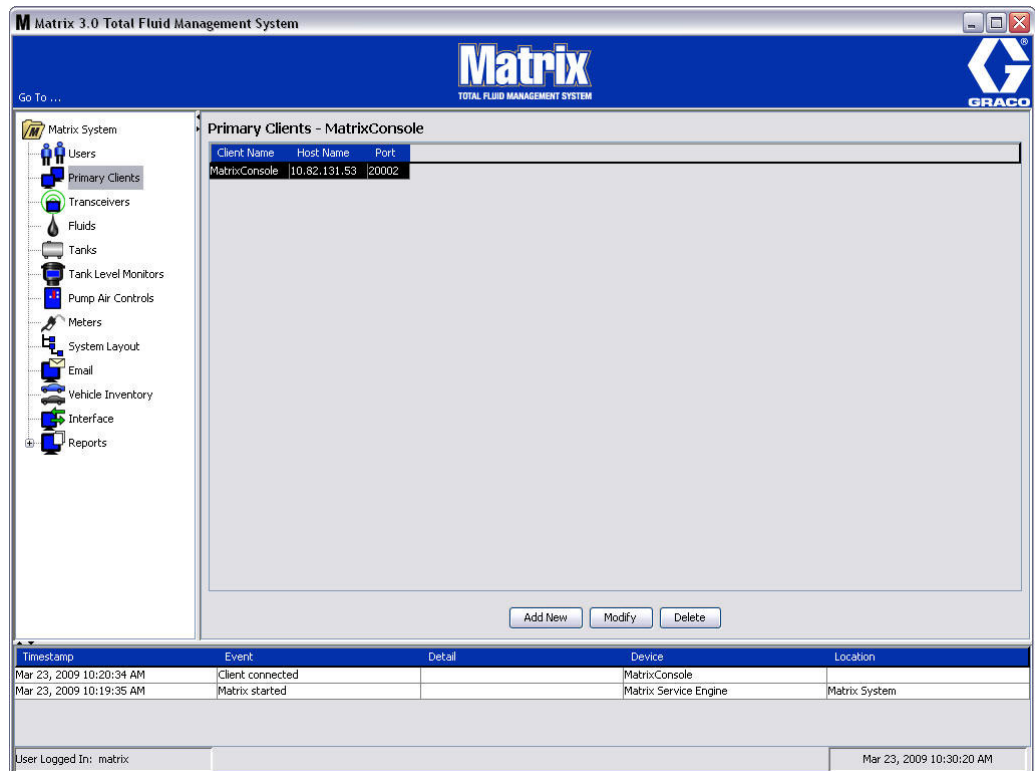 M Matrix 3.0 Total Fluid Management System
Matrix
TOTAL FLUID MANAGEMENT SYSTEM
®
GRACO
Go To ...
Matrix System
Users
Primary Clients
Transceivers
Fluids
Tanks
Tank Level Monitors
Pump Air Controls
Meters
System Layout
Email
Vehicle Inventory
Interface
Reports
Primary Clients - MatrixConsole
Client Name Host Name Port
MatrixConsole 10.82.131.53 20002
Add New Modify Delete
Timestamp Event Detail Device Location
Mar 23, 2009 10:20:34 AM Client connected MatrixConsole
Mar 23, 2009 10:19:35 AM Matrix started Matrix Service Engine Matrix System
User Logged In: matrix Mar 23, 2009 10:30:20 AM